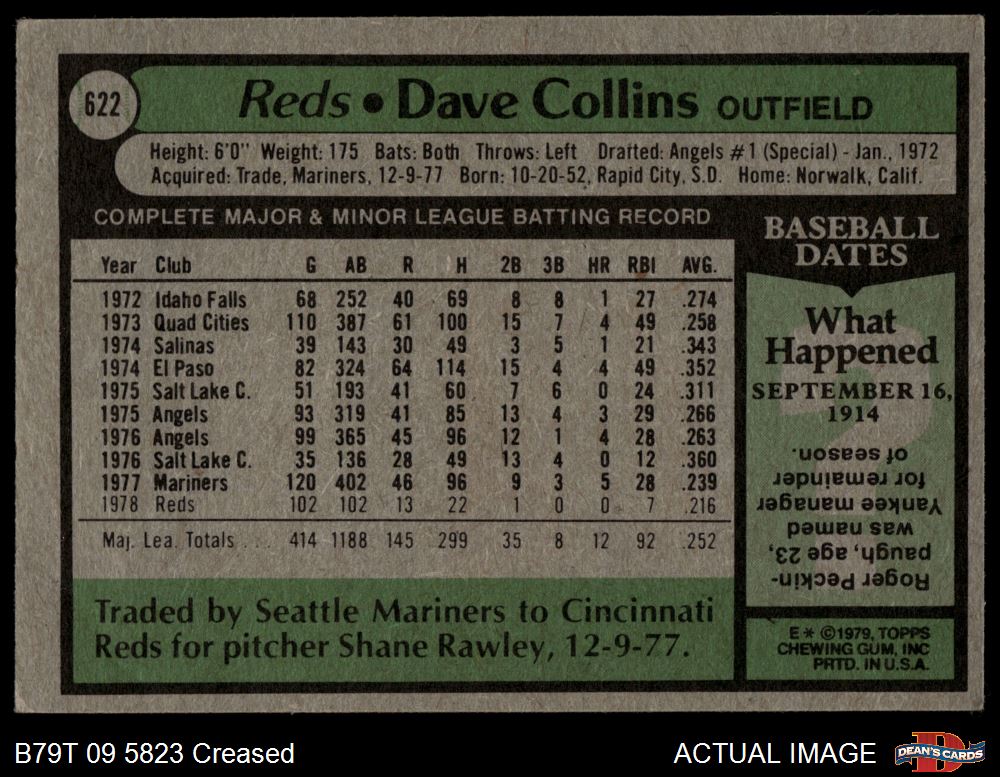 622
Reds • Dave Collins OUTFIELD
Height: 6'0" Weight: 175 Bats: Both Throws: Left Drafted: Angels #1 (Special) - Jan., 1972
Acquired: Trade, Mariners, 12-9-77 Born: 10-20-52, Rapid City, S.D. Home: Norwalk, Calif.
COMPLETE MAJOR & MINOR LEAGUE BATTING RECORD
Year Club G AB R H 2B 3B HR RBI AVG.
1972 Idaho Falls 68 252 40 69 8 8 1 27 .274
1973 Quad Cities 110 387 61 100 15 7 4 49 .258
1974 Salinas 39 143 30 49 3 5 1 21 .343
1974 El Paso 82 324 64 114 15 4 4 49 .352
1975 Salt Lake C. 51 193 41 60 7 6 0 24 .311
1975 Angels 93 319 41 85 13 4 3 29 .266
1976 Angels 99 365 45 96 12 1 4 28 .263
1976 Salt Lake C. 35 136 28 49 13 4 0 12 .360
1977 Mariners 120 402 46 96 9 3 5 28 .239
1978 Reds 102 102 13 22 1 0 0 7 .216
Maj. Lea. Totals . . . 414 1188 145 299 35 8 12 92 .252
Traded by Seattle Mariners to Cincinnati
Reds for pitcher Shane Rawley, 12-9-77.
BASEBALL
DATES
What
Happened
SEPTEMBER 16,
1914
Roger Peckin-
paugh, age 23,
was named
Yankee manager
for remainder
of season.
E * ©1979, TOPPS
CHEWING GUM, INC
PRTD. IN U.S.A.
B79T 09 5823 Creased
ACTUAL IMAGE
D
DEAN'S CARDS